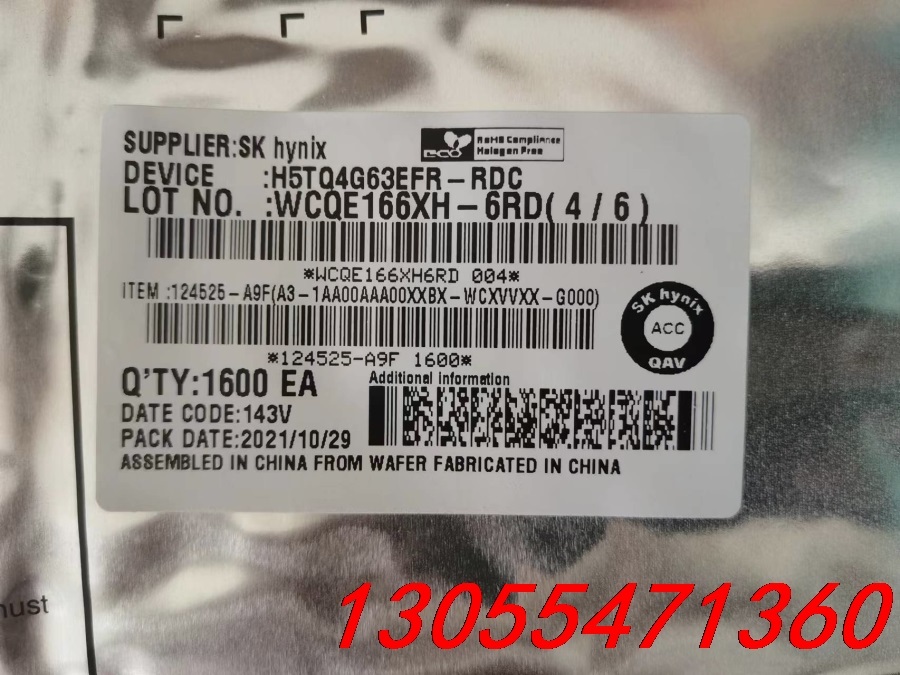 SUPPLIER:SK hynix
eco RoHS Compliance
Halogen Free
DEVICE :H5TQ4G63EFR-RDC
LOT NO. :WCQE166XH-6RD(4/6)
*WCQE166XH6RD 004*
ITEM :124525-A9F(A3-1AA00AAA00XXBX-WCXVVXX-G000)
SK hynix
ACC
QAV
*124525-A9F 1600*
Q'TY:1600 EA
Additional Information
DATE CODE:143V
PACK DATE:2021/10/29
ASSEMBLED IN CHINA FROM WAFER FABRICATED IN CHINA
13055471360